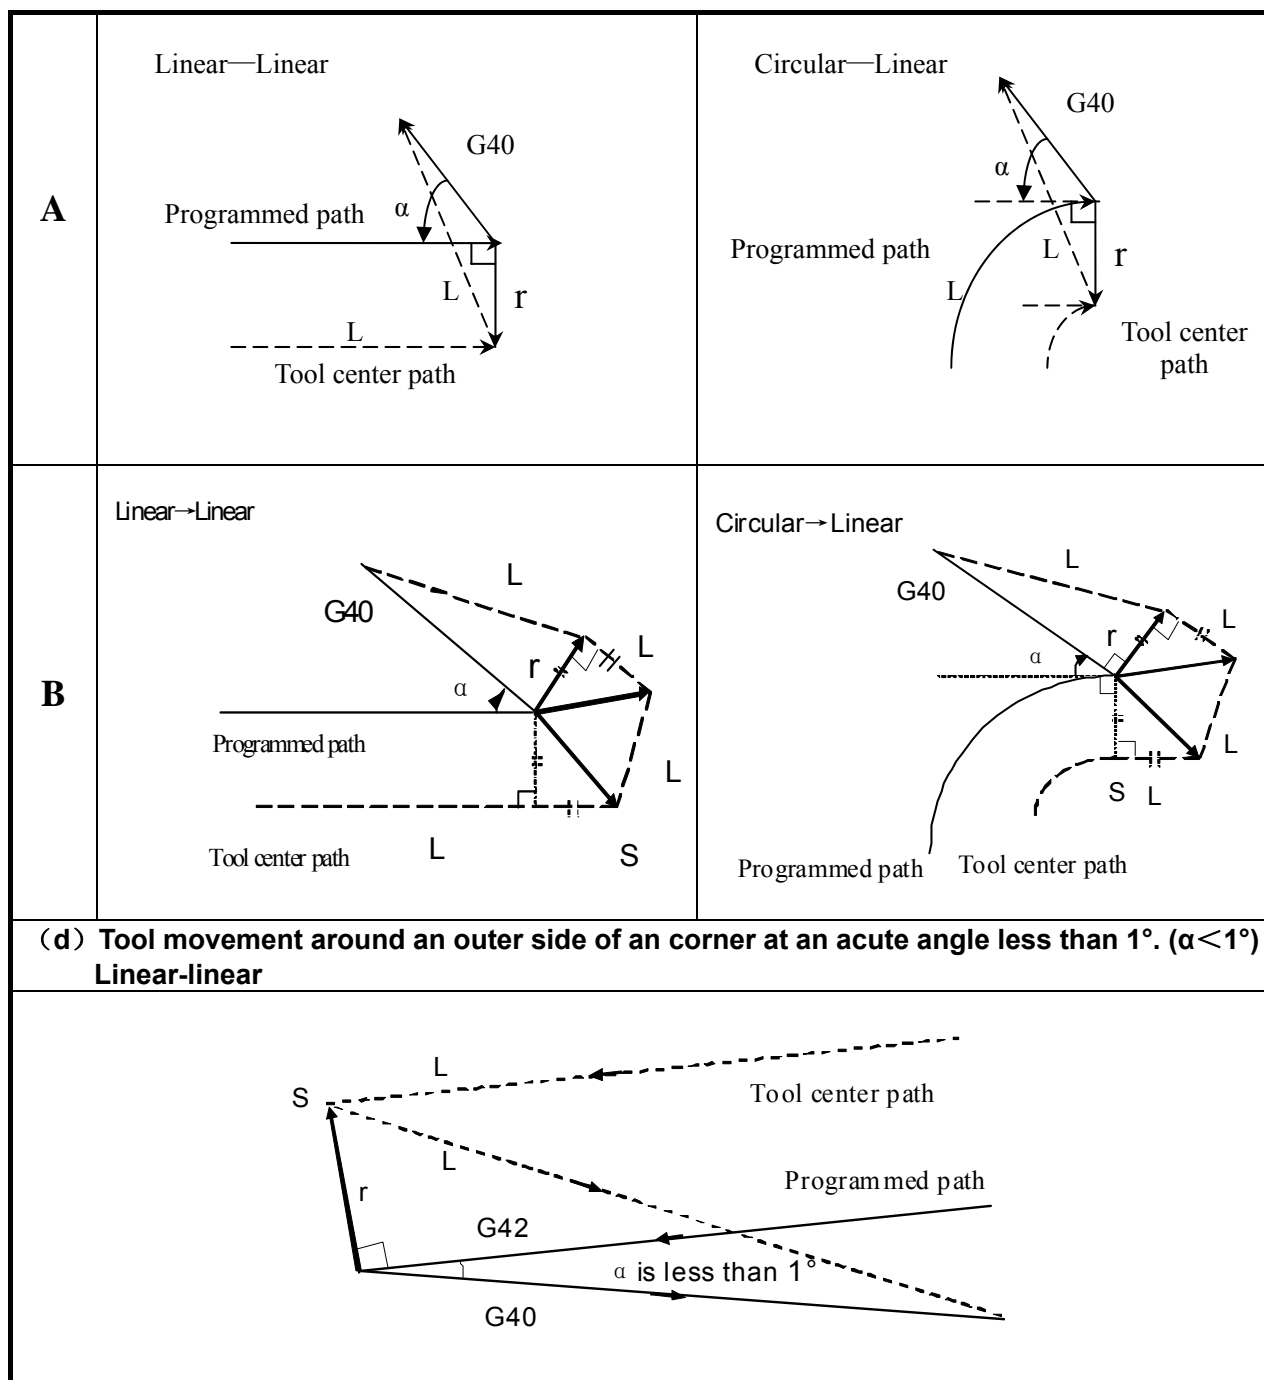 A
Linear—Linear
G40
α
Programmed path
L
r
L
Tool center path
Circular—Linear
G40
α
Programmed path
L
r
L
Tool center
path
B
Linear→Linear
L
G40
r
L
α
Programmed path
L
Tool center path
L
S
Circular→Linear
L
G40
r
L
α
L
S
L
Programmed path
Tool center path
（d）Tool movement around an outer side of an corner at an acute angle less than 1°. (α＜1°)
Linear-linear
L
S
Tool center path
L
Programmed path
r
G42
α is less than 1°
G40